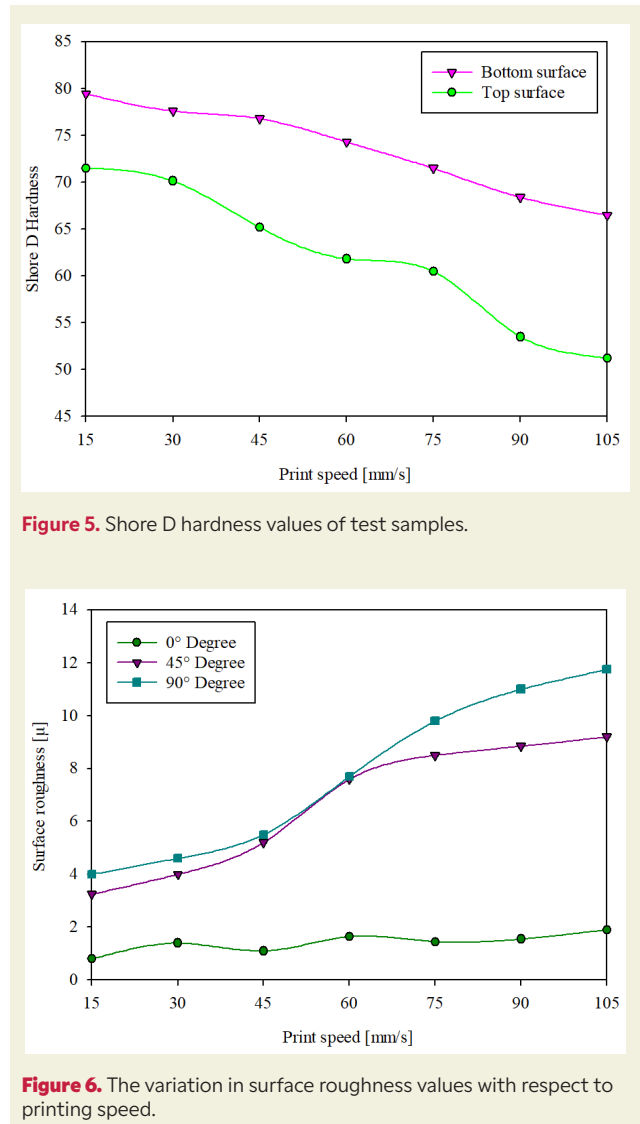 85
80
75
70
65
60
55
50
45
Shore D Hardness
Bottom surface
Top surface
15 30 45 60 75 90 105
Print speed [mm/s]
Figure 5. Shore D hardness values of test samples.
14
12
10
8
6
4
2
0
Surface roughness [µ]
0° Degree
45° Degree
90° Degree
15 30 45 60 75 90 105
Print speed [mm/s]
Figure 6. The variation in surface roughness values with respect to
printing speed.